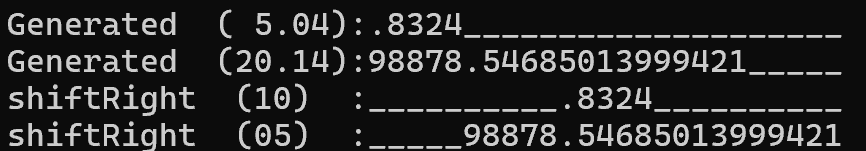 Generated  ( 5.04):.8324____________________
Generated  (20.14):98878.54685013999421_____
shiftRight  (10)  :__________.8324__________
shiftRight  (05)  :_____98878.54685013999421